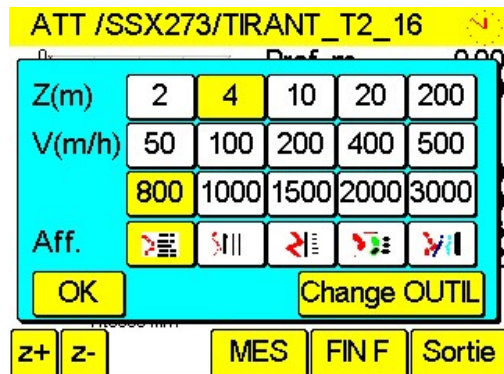 ATT /SSX273/TIRANT_T2_16
Z(m) 2 4 10 20 200
V(m/h) 50 100 200 400 500
800 1000 1500 2000 3000
Aff.
OK Change OUTIL
z+ z- MES FIN F Sortie